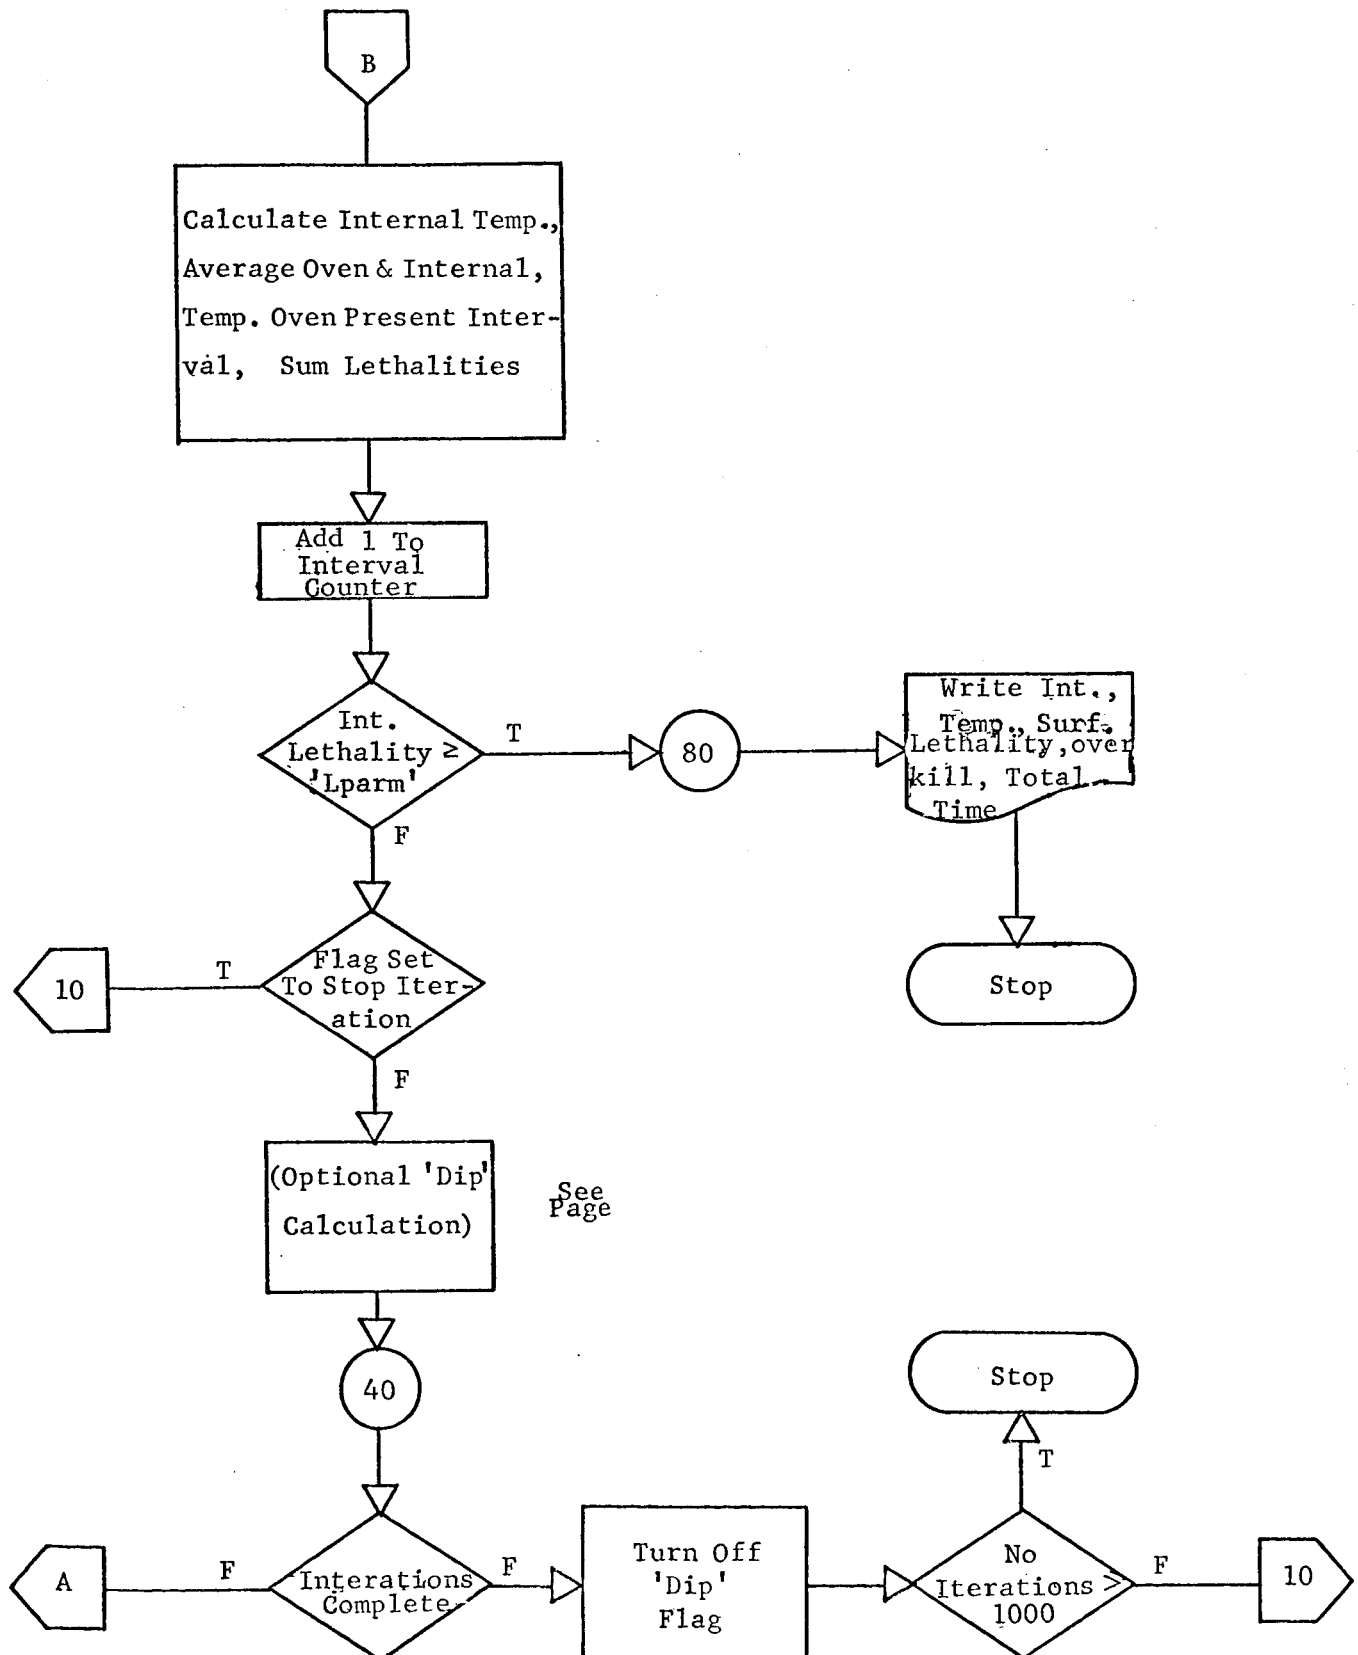 B
Calculate Internal Temp.,
Average Oven & Internal,
Temp. Oven Present Inter-
val, Sum Lethalities
Add 1 To
Interval
Counter
Int.
Lethality ≥
'Lparm'
T
80
Write Int.,
Temp., Surf.
Lethality, over
kill, Total
Time
F
Stop
Flag Set
To Stop Iter-
ation
T
10
F
(Optional 'Dip'
Calculation)
See
Page
40
Stop
T
A
F
Interations
Complete
F
Turn Off
'Dip'
Flag
No
Iterations >
1000
F
10